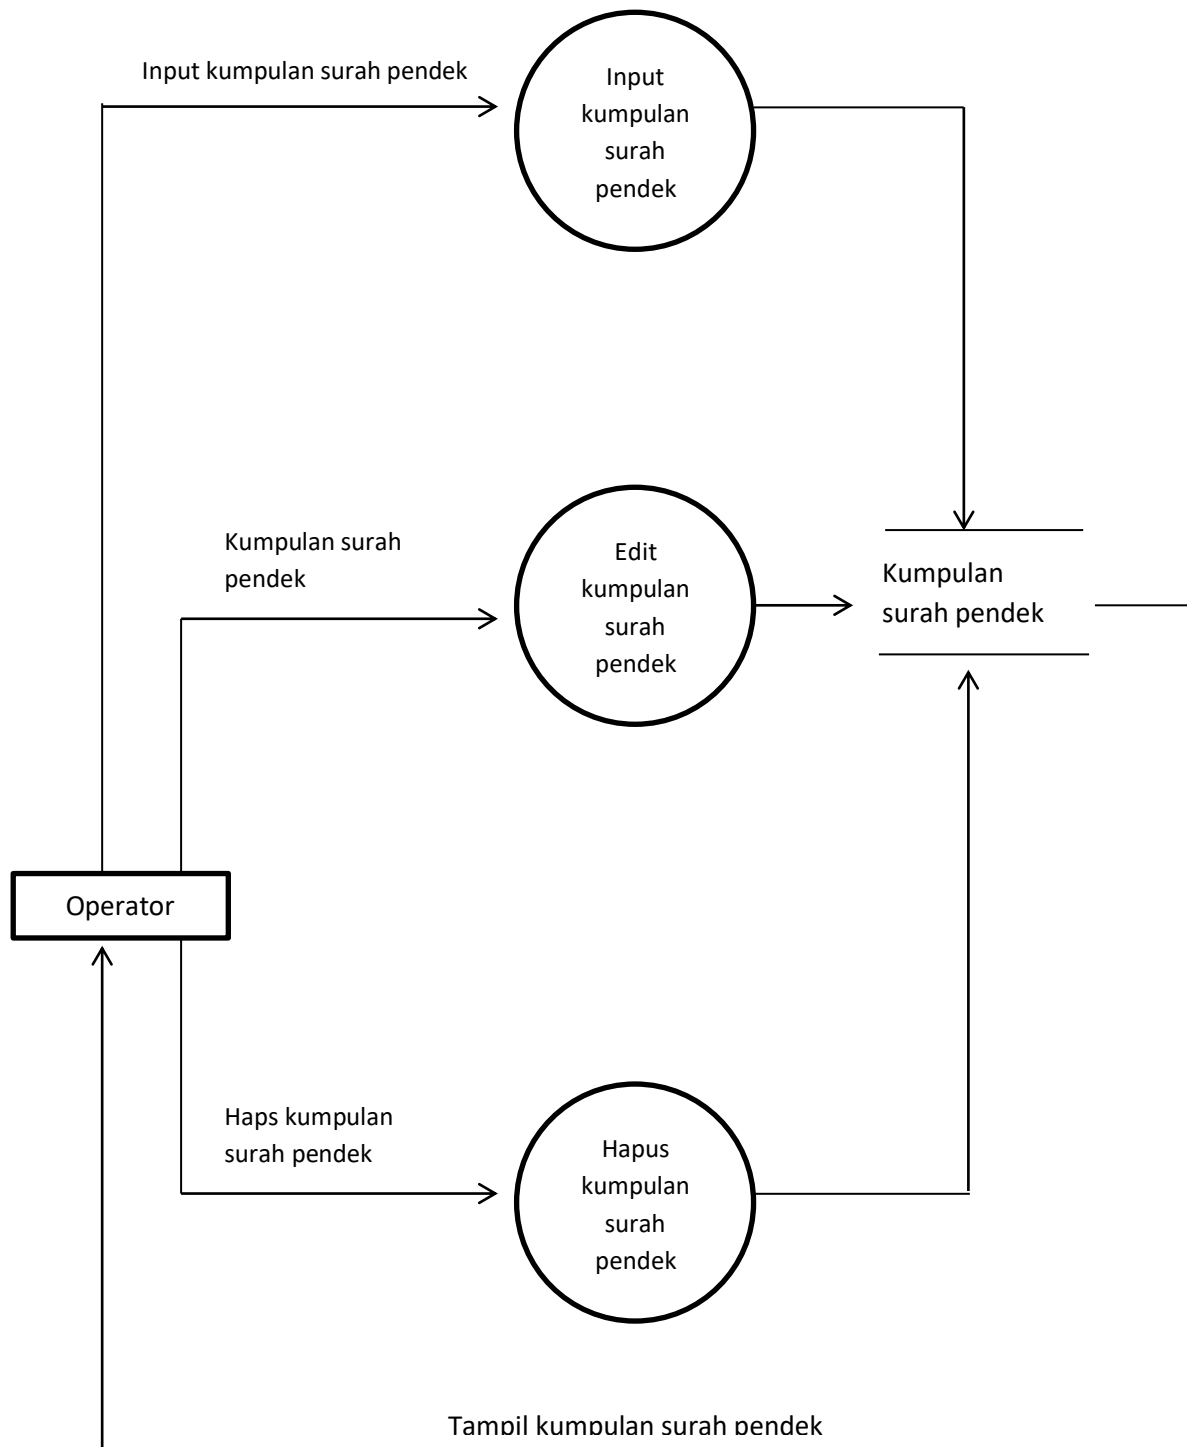 Input kumpulan surah pendek
Input
kumpulan
surah
pendek
Kumpulan surah
pendek
Edit
kumpulan
surah
pendek
Kumpulan
surah pendek
Operator
Haps kumpulan
surah pendek
Hapus
kumpulan
surah
pendek
Tampil kumpulan surah pendek